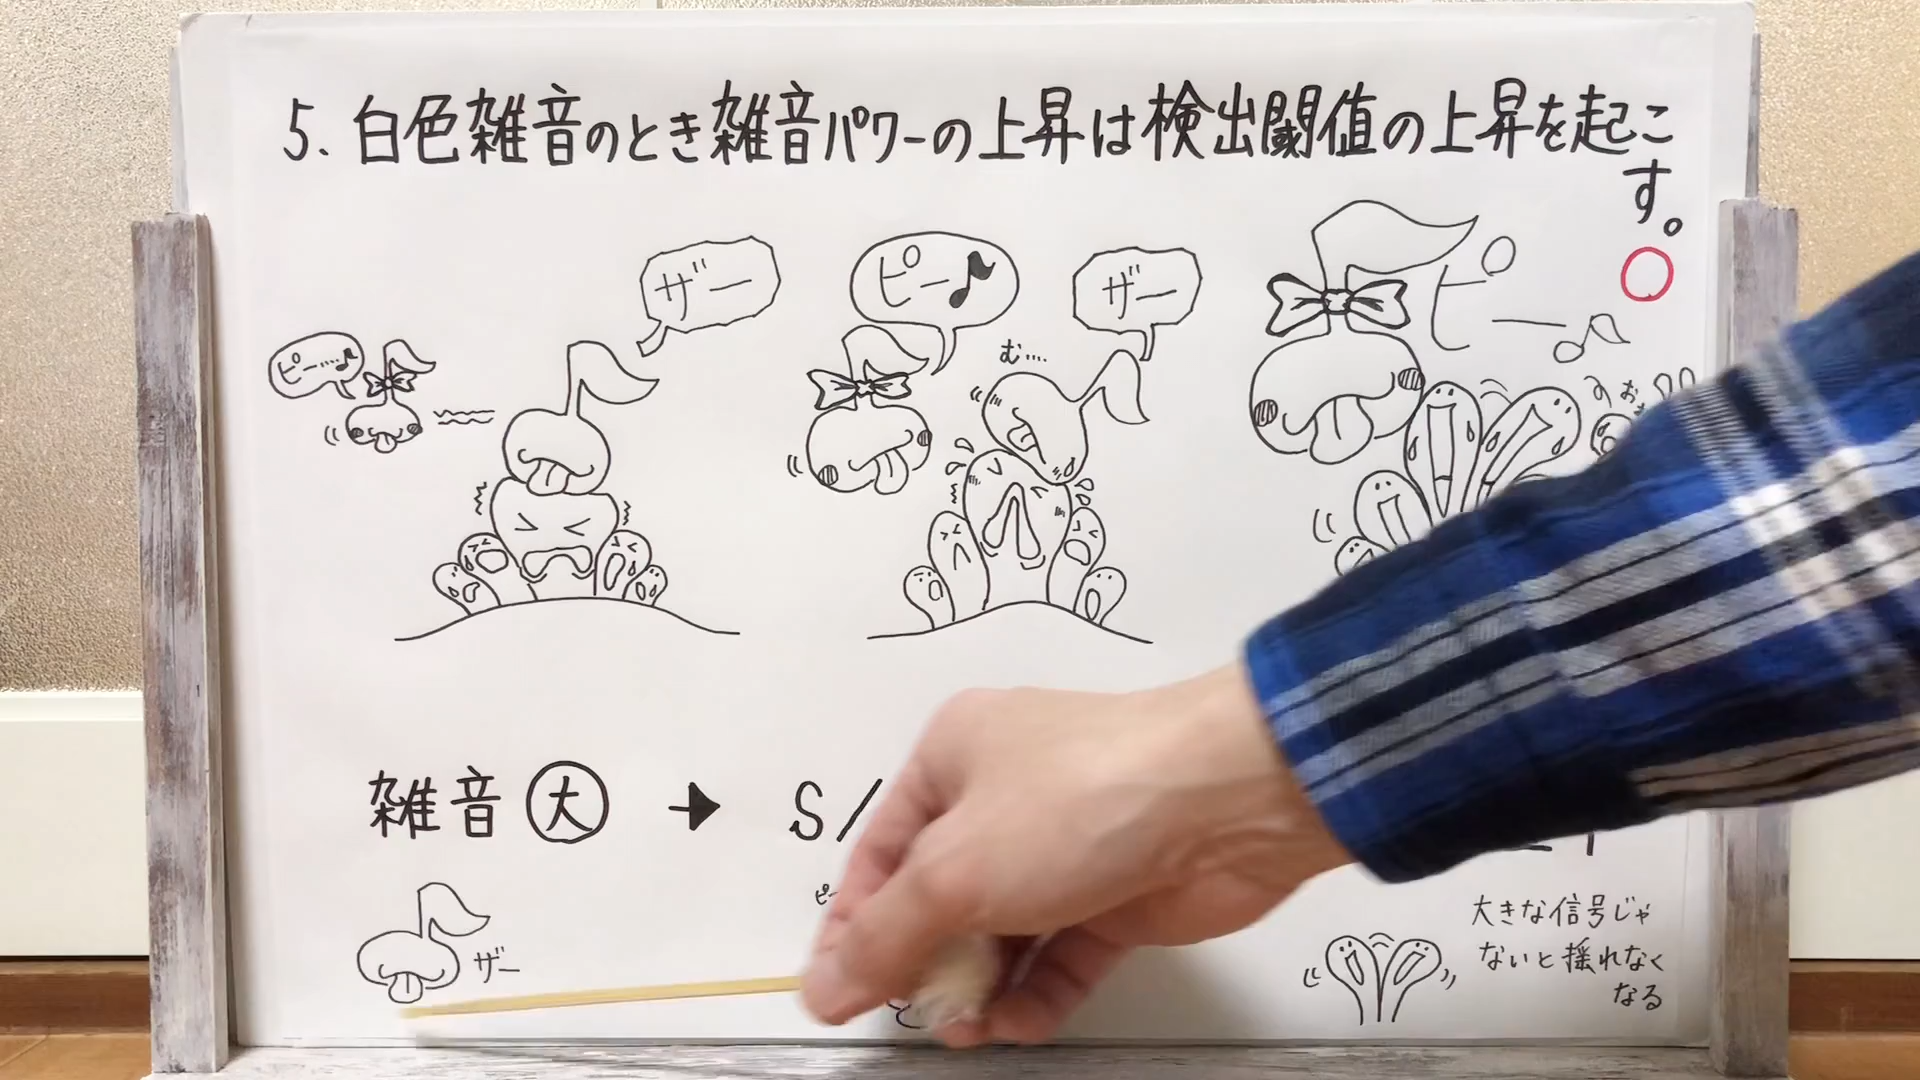 5. 白色雑音のとき雑音パワーの上昇は検出閾値の上昇を起こ
す。
ザー
ピー♪
ザー
ピー♪
ピー……♪
む….
雑音 大 → S/
ピー
ザー
大きな信号じゃ
ないと揺れなく
なる